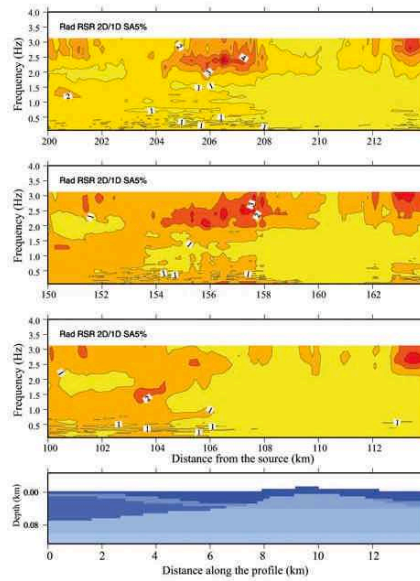 Rad RSR 2D/1D SA5%
Frequency (Hz)
4.0
3.5
3.0
2.5
2.0
1.5
1.0
0.5
200 202 204 206 208 210 212
Rad RSR 2D/1D SA5%
Frequency (Hz)
4.0
3.5
3.0
2.5
2.0
1.5
1.0
0.5
150 152 154 156 158 160 162
Rad RSR 2D/1D SA5%
Frequency (Hz)
4.0
3.5
3.0
2.5
2.0
1.5
1.0
0.5
100 102 104 106 108 110 112
Distance from the source (km)
Depth (km)
0.00
0.08
0 2 4 6 8 10 12
Distance along the profile (km)